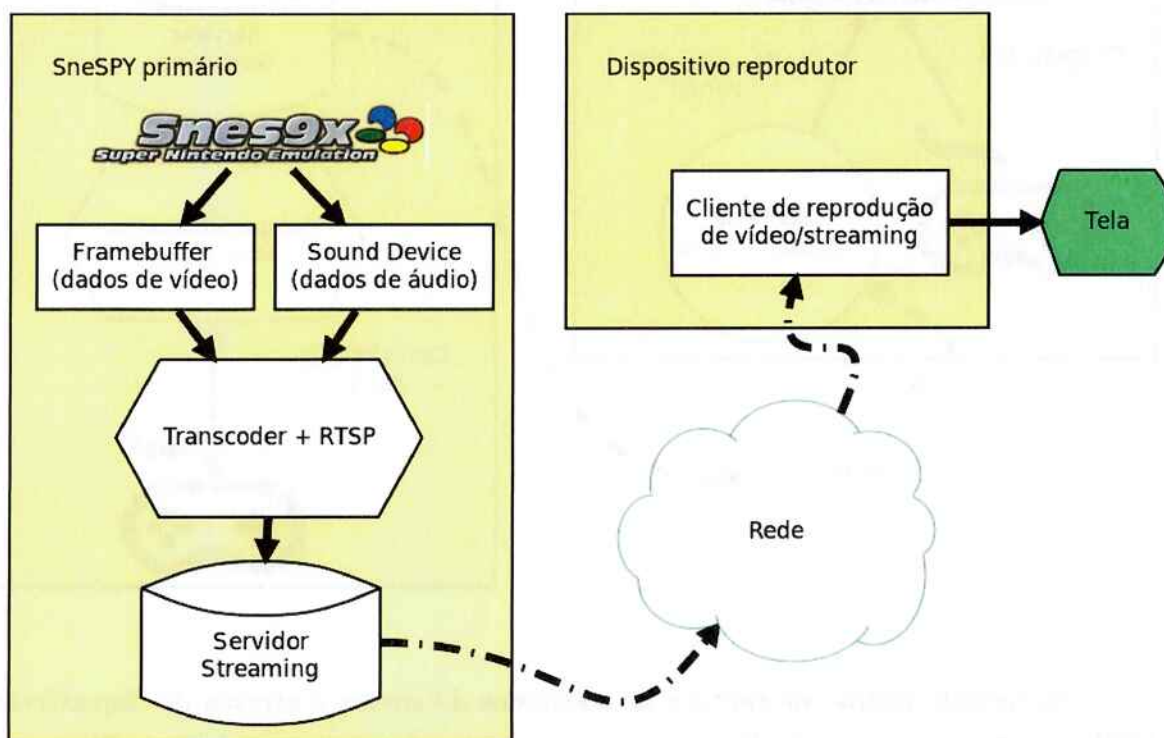 SneSPY primário
Snes9x
Super Nintendo Emulation
Framebuffer
(dados de vídeo)
Sound Device
(dados de áudio)
Transcoder + RTSP
Servidor
Streaming
Dispositivo reprodutor
Cliente de reprodução
de vídeo/streaming
Tela
Rede